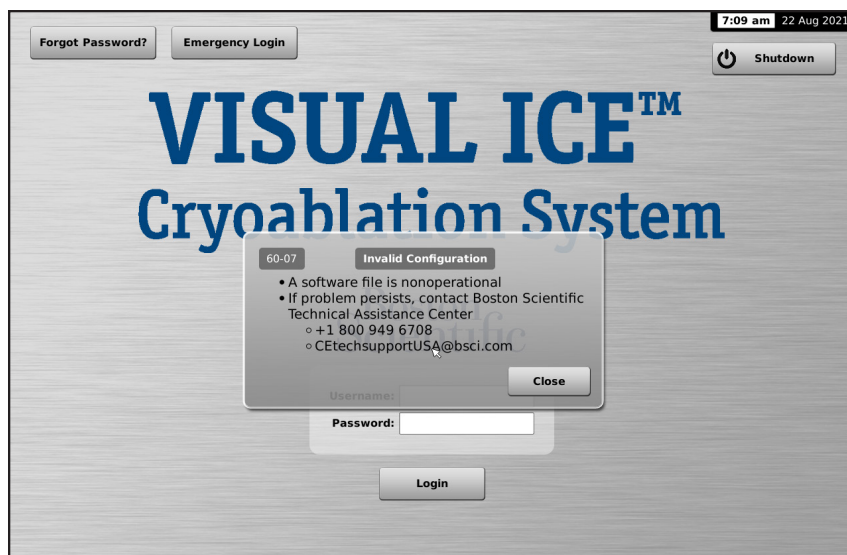 7:09 am 22 Aug 2021
Forgot Password?
Emergency Login
Shutdown
VISUAL ICE™
Cryoablation System
60-07
Invalid Configuration
• A software file is nonoperational
• If problem persists, contact Boston Scientific
Technical Assistance Center
○ +1 800 949 6708
○ CEtechsupportUSA@bsci.com
Boston
Scientific
Close
Username:
Password:
Login